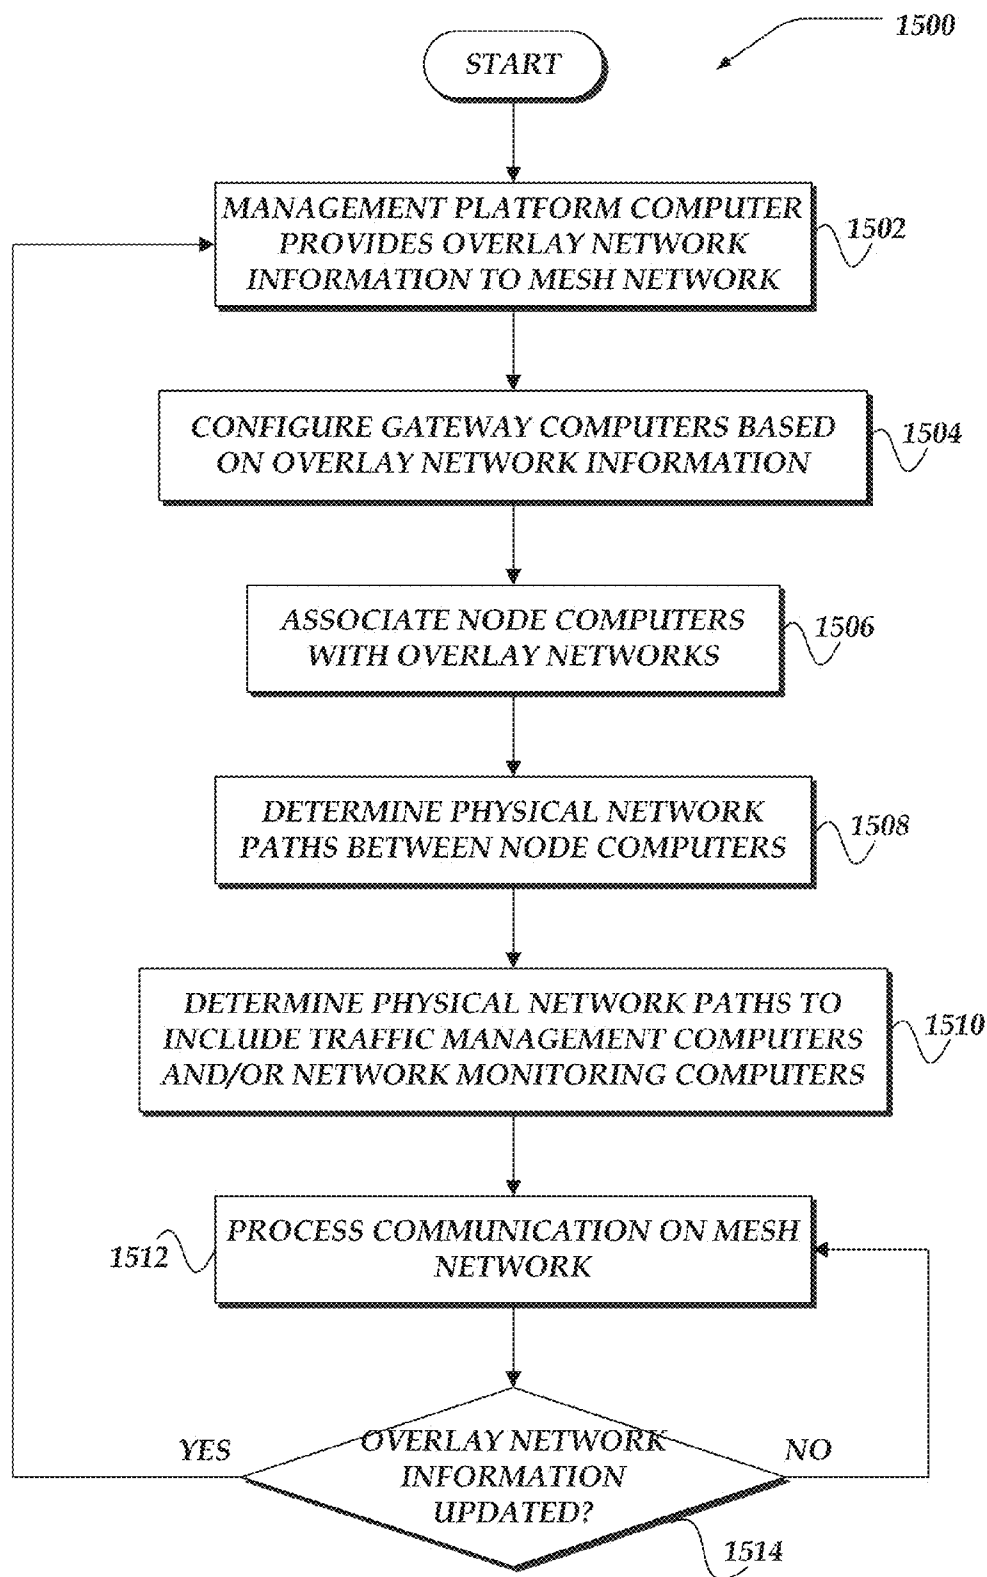 1500
START
MANAGEMENT PLATFORM COMPUTER
PROVIDES OVERLAY NETWORK
INFORMATION TO MESH NETWORK
1502
CONFIGURE GATEWAY COMPUTERS BASED
ON OVERLAY NETWORK INFORMATION
1504
ASSOCIATE NODE COMPUTERS
WITH OVERLAY NETWORKS
1506
DETERMINE PHYSICAL NETWORK
PATHS BETWEEN NODE COMPUTERS
1508
DETERMINE PHYSICAL NETWORK PATHS TO
INCLUDE TRAFFIC MANAGEMENT COMPUTERS
AND/OR NETWORK MONITORING COMPUTERS
1510
PROCESS COMMUNICATION ON MESH
NETWORK
1512
YES
OVERLAY NETWORK
INFORMATION
UPDATED?
NO
1514